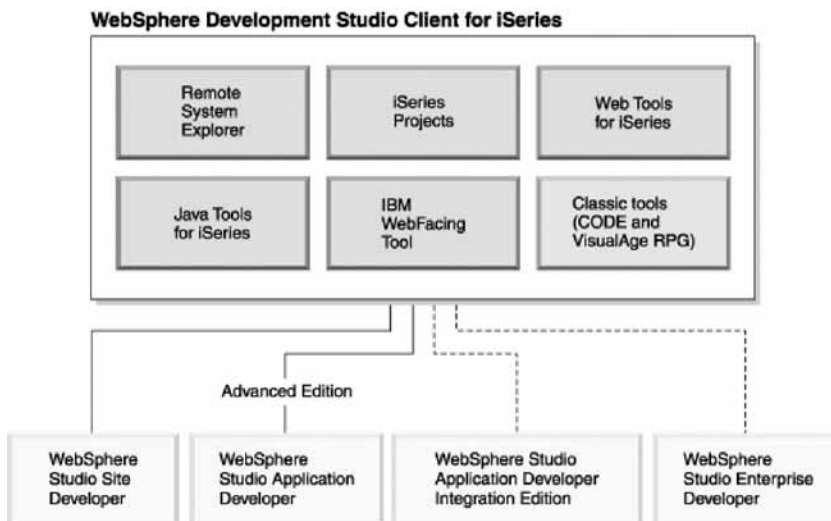 WebSphere Development Studio Client for iSeries
Remote
System
Explorer
iSeries
Projects
Web Tools
for iSeries
Java Tools
for iSeries
IBM
WebFacing
Tool
Classic tools
(CODE and
VisualAge RPG)
Advanced Edition
WebSphere
Studio Site
Developer
WebSphere
Studio Application
Developer
WebSphere Studio
Application Developer
Integration Edition
WebSphere
Studio Enterprise
Developer